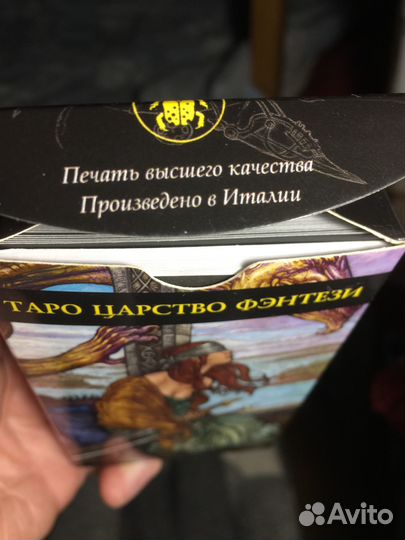 Печать высшего качества
Произведено в Италии
ТАРО ЦАРСТВО ФЭНТЕЗИ
Avito